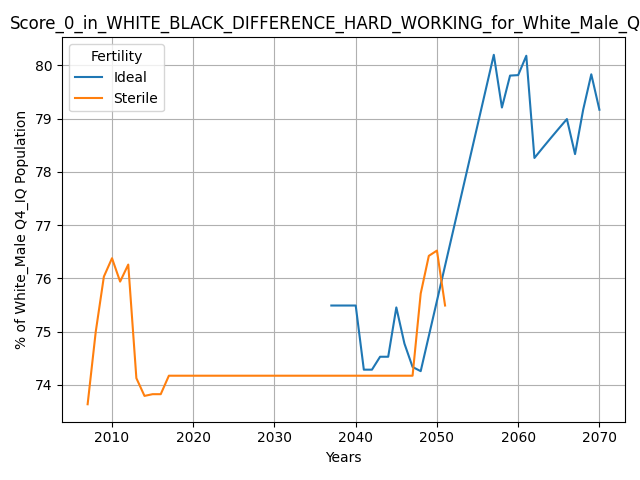 Score_0_in_WHITE_BLACK_DIFFERENCE_HARD_WORKING_for_White_Male_Q
Fertility
Ideal
Sterile
% of White_Male Q4_IQ Population
80
79
78
77
76
75
74
2010 2020 2030 2040 2050 2060 2070
Years